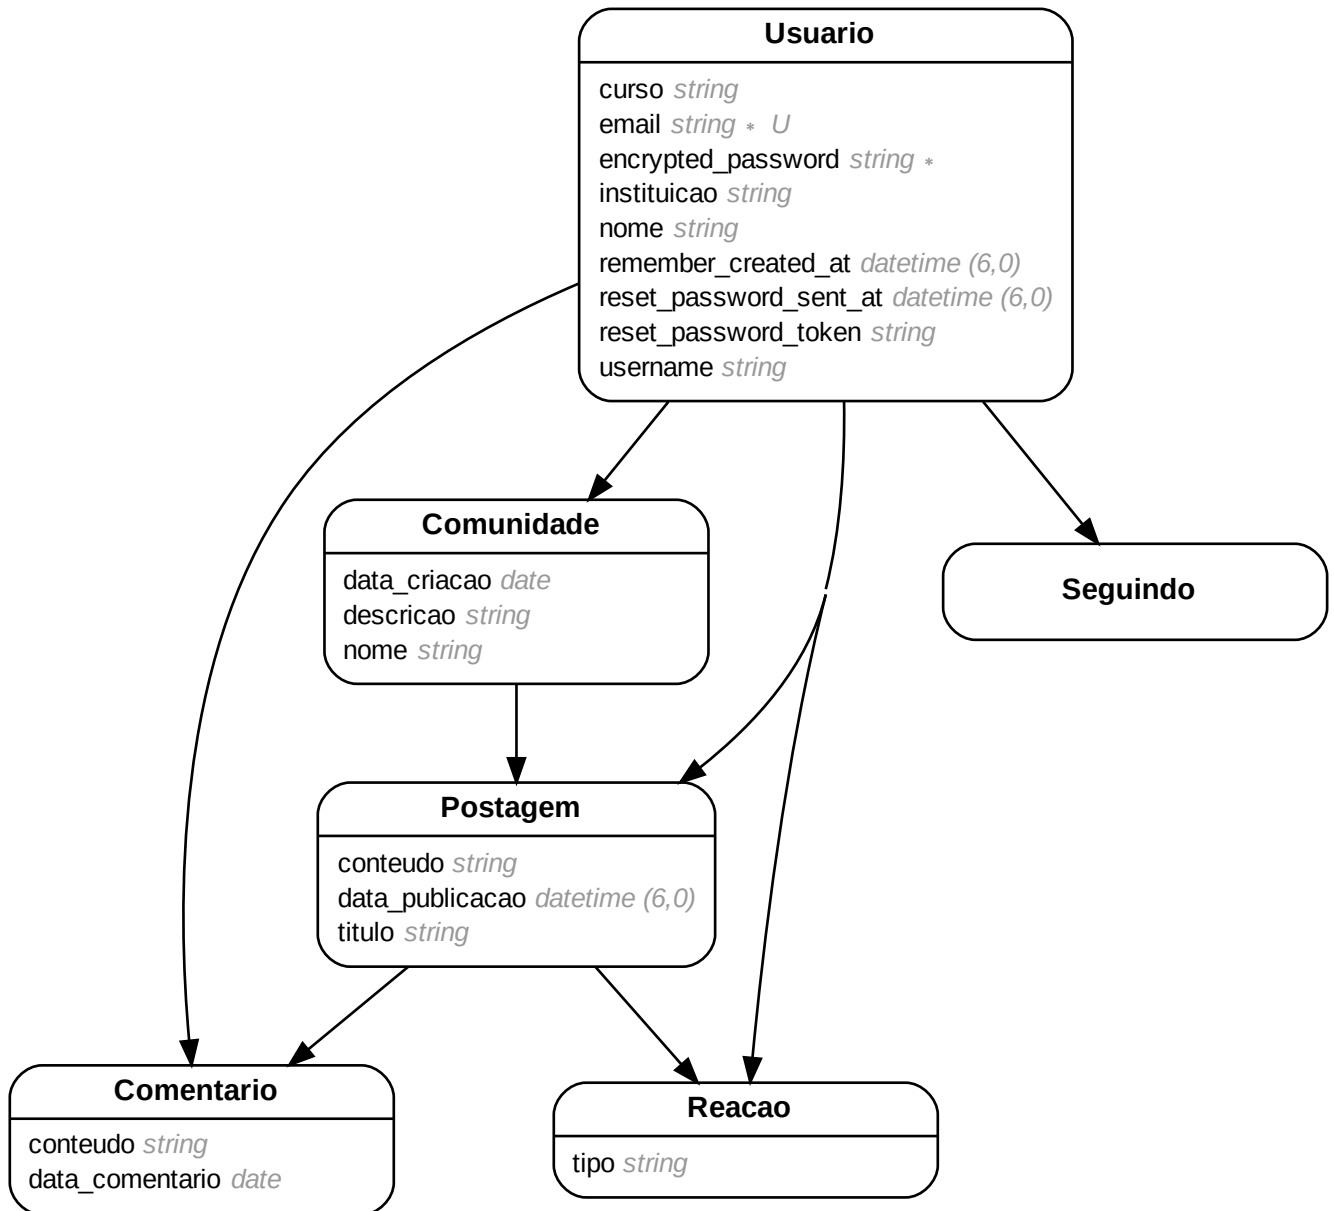 Usuario
curso string
email string * U
encrypted_password string *
instituicao string
nome string
remember_created_at datetime (6,0)
reset_password_sent_at datetime (6,0)
reset_password_token string
username string
Comunidade
data_criacao date
descricao string
nome string
Seguindo
Postagem
conteudo string
data_publicacao datetime (6,0)
titulo string
Comentario
conteudo string
data_comentario date
Reacao
tipo string